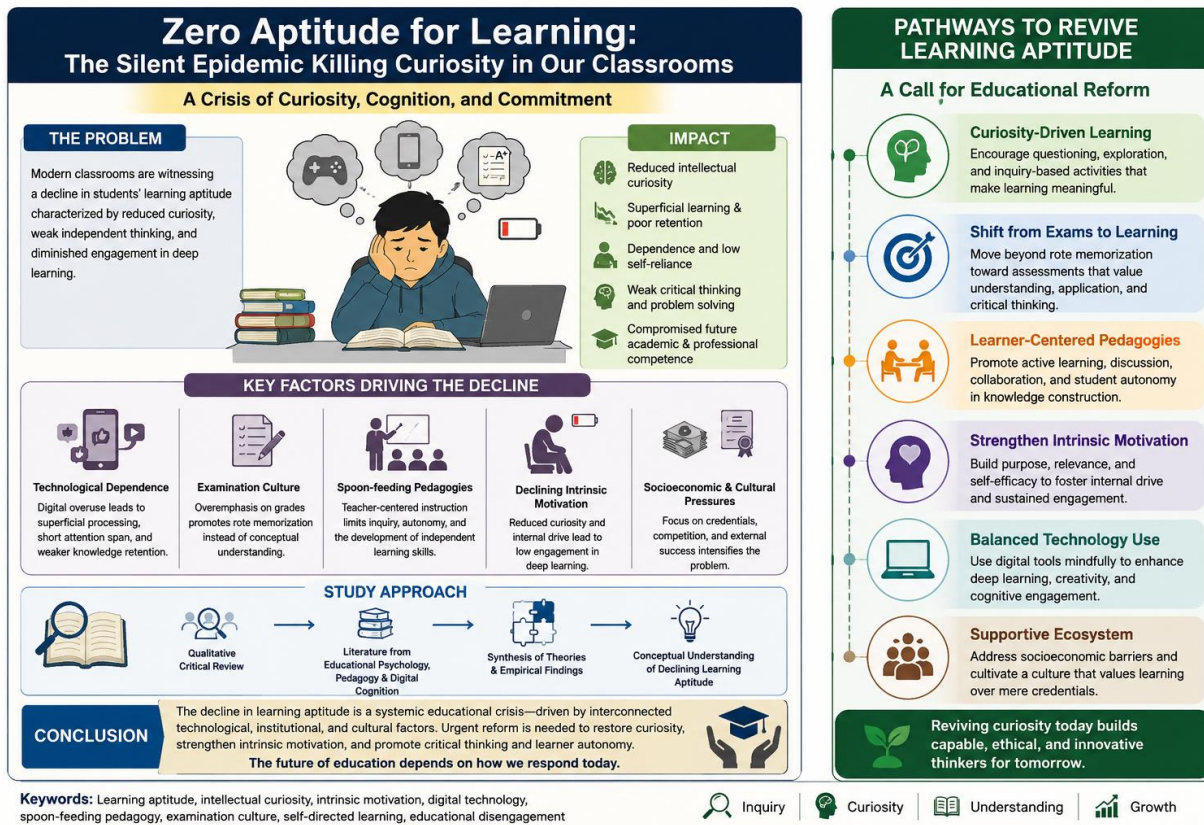 Zero Aptitude for Learning:
The Silent Epidemic Killing Curiosity in Our Classrooms
A Crisis of Curiosity, Cognition, and Commitment
THE PROBLEM
Modern classrooms are witnessing
a decline in students' learning aptitude
characterized by reduced curiosity,
weak independent thinking, and
diminished engagement in deep
learning.
A+
IMPACT
Reduced intellectual
curiosity
Superficial learning &
poor retention
Dependence and low
self-reliance
Weak critical thinking
and problem solving
Compromised future
academic & professional
competence
KEY FACTORS DRIVING THE DECLINE
Technological Dependence
Digital overuse leads to
superficial processing,
short attention span, and
weaker knowledge retention.
Examination Culture
Overemphasis on grades
promotes rote memorization
instead of conceptual
understanding.
Spoon-feeding Pedagogies
Teacher-centered instruction
limits inquiry, autonomy, and
the development of independent
learning skills.
Declining Intrinsic
Motivation
Reduced curiosity and
internal drive lead to
low engagement in
deep learning.
Socioeconomic & Cultural
Pressures
Focus on credentials,
competition, and external
success intensifies the
problem.
STUDY APPROACH
Qualitative
Critical Review
Literature from
Educational Psychology,
Pedagogy & Digital
Cognition
Synthesis of Theories
& Empirical Findings
Conceptual Understanding
of Declining Learning
Aptitude
CONCLUSION
The decline in learning aptitude is a systemic educational crisis—driven by interconnected
technological, institutional, and cultural factors. Urgent reform is needed to restore curiosity,
strengthen intrinsic motivation, and promote critical thinking and learner autonomy.
The future of education depends on how we respond today.
PATHWAYS TO REVIVE
LEARNING APTITUDE
A Call for Educational Reform
Curiosity-Driven Learning
Encourage questioning, exploration,
and inquiry-based activities that
make learning meaningful.
Shift from Exams to Learning
Move beyond rote memorization
toward assessments that value
understanding, application, and
critical thinking.
Learner-Centered Pedagogies
Promote active learning, discussion,
collaboration, and student autonomy
in knowledge construction.
Strengthen Intrinsic Motivation
Build purpose, relevance, and
self-efficacy to foster internal drive
and sustained engagement.
Balanced Technology Use
Use digital tools mindfully to enhance
deep learning, creativity, and
cognitive engagement.
Supportive Ecosystem
Address socioeconomic barriers and
cultivate a culture that values learning
over mere credentials.
Reviving curiosity today builds
capable, ethical, and innovative
thinkers for tomorrow.
Keywords: Learning aptitude, intellectual curiosity, intrinsic motivation, digital technology,
spoon-feeding pedagogy, examination culture, self-directed learning, educational disengagement
Inquiry
Curiosity
Understanding
Growth